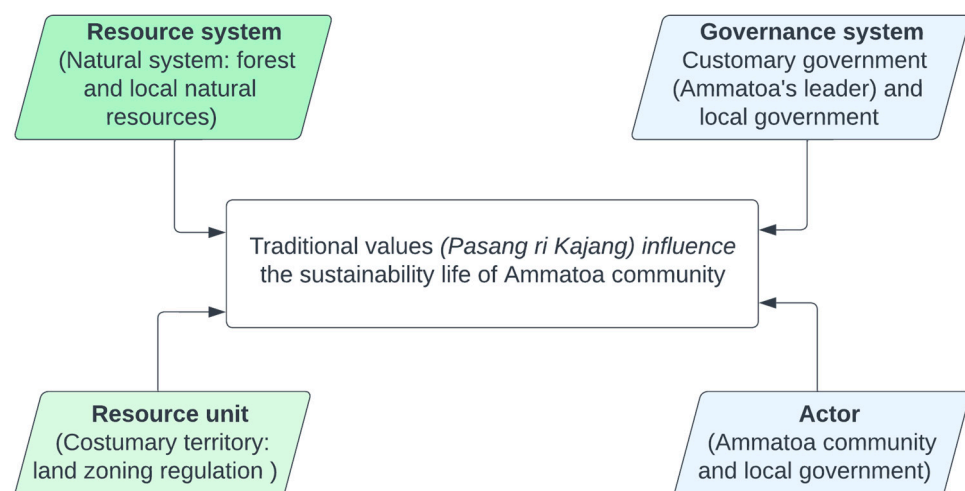 Resource system
(Natural system: forest
and local natural
resources)
Governance system
Customary government
(Ammatoa's leader) and
local government
Traditional values (Pasang ri Kajang) influence
the sustainability life of Ammatoa community
Resource unit
(Costumary territory:
land zoning regulation )
Actor
(Ammatoa community
and local government)